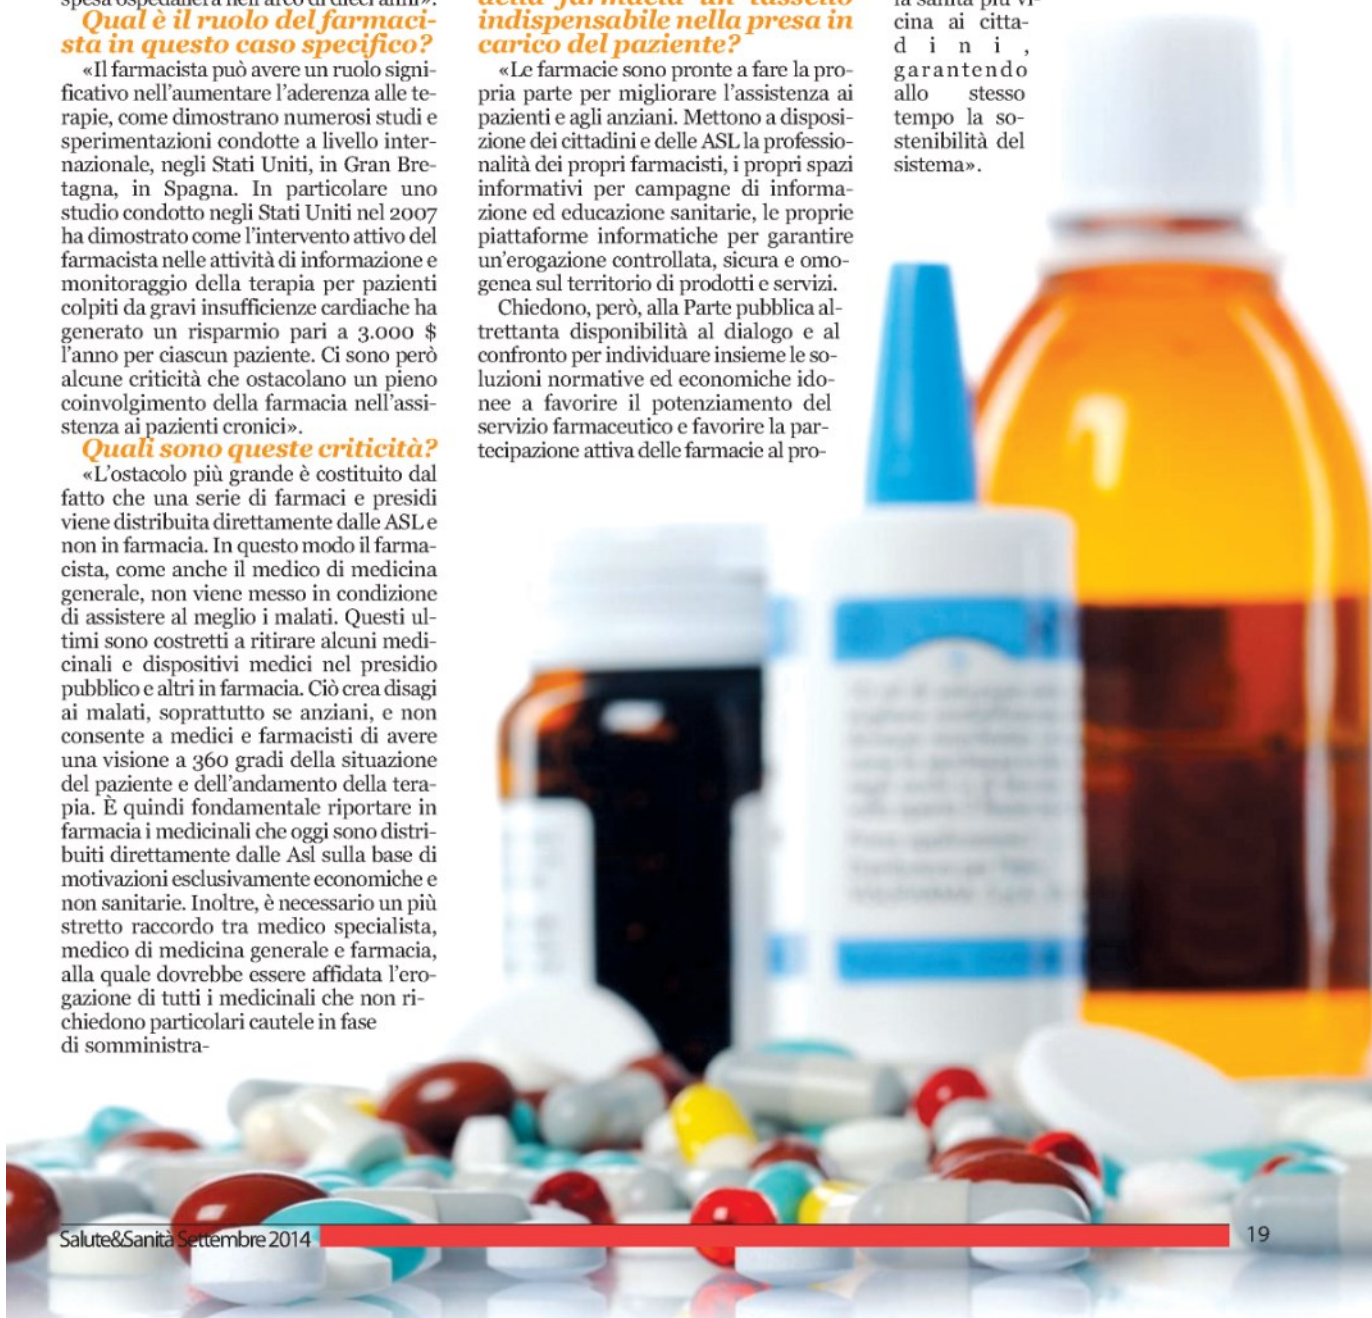 spesa ospedaliera nell'arco di dieci anni».
Qual è il ruolo del farmaci-
sta in questo caso specifico?
«Il farmacista può avere un ruolo signi-
ficativo nell'aumentare l'aderenza alle te-
rapie, come dimostrano numerosi studi e
sperimentazioni condotte a livello inter-
nazionale, negli Stati Uniti, in Gran Bre-
tagna, in Spagna. In particolare uno
studio condotto negli Stati Uniti nel 2007
ha dimostrato come l'intervento attivo del
farmacista nelle attività di informazione e
monitoraggio della terapia per pazienti
colpiti da gravi insufficienze cardiache ha
generato un risparmio pari a 3.000 $
l'anno per ciascun paziente. Ci sono però
alcune criticità che ostacolano un pieno
coinvolgimento della farmacia nell'assi-
stenza ai pazienti cronici».
Quali sono queste criticità?
«L'ostacolo più grande è costituito dal
fatto che una serie di farmaci e presidi
viene distribuita direttamente dalle ASL e
non in farmacia. In questo modo il farma-
cista, come anche il medico di medicina
generale, non viene messo in condizione
di assistere al meglio i malati. Questi ul-
timi sono costretti a ritirare alcuni medi-
cinali e dispositivi medici nel presidio
pubblico e altri in farmacia. Ciò crea disagi
ai malati, soprattutto se anziani, e non
consente a medici e farmacisti di avere
una visione a 360 gradi della situazione
del paziente e dell'andamento della tera-
pia. È quindi fondamentale riportare in
farmacia i medicinali che oggi sono distri-
buiti direttamente dalle Asl sulla base di
motivazioni esclusivamente economiche e
non sanitarie. Inoltre, è necessario un più
stretto raccordo tra medico specialista,
medico di medicina generale e farmacia,
alla quale dovrebbe essere affidata l'ero-
gazione di tutti i medicinali che non ri-
chiedono particolari cautele in fase
di somministra-
della farmacia un tassello
indispensabile nella presa in
carico del paziente?
«Le farmacie sono pronte a fare la pro-
pria parte per migliorare l'assistenza ai
pazienti e agli anziani. Mettono a disposi-
zione dei cittadini e delle ASL la professio-
nalità dei propri farmacisti, i propri spazi
informativi per campagne di informa-
zione ed educazione sanitarie, le proprie
piattaforme informatiche per garantire
un'erogazione controllata, sicura e omo-
genea sul territorio di prodotti e servizi.
Chiedono, però, alla Parte pubblica al-
trettanta disponibilità al dialogo e al
confronto per individuare insieme le so-
luzioni normative ed economiche ido-
nee a favorire il potenziamento del
servizio farmaceutico e favorire la par-
tecipazione attiva delle farmacie al pro-
la sanità più vi-
cina ai citta-
dini,
garantendo
allo stesso
tempo la so-
stenibilità del
sistema».
Salute&Sanità Settembre 2014
19